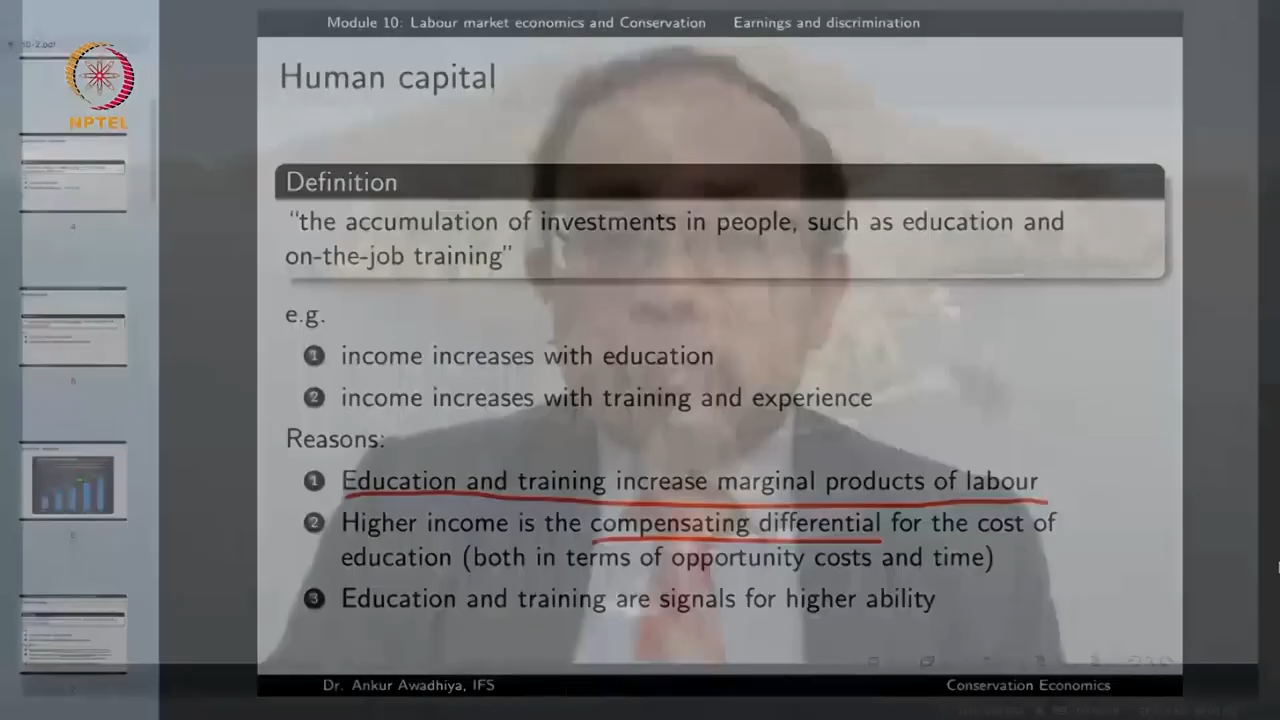 Module 10: Labour market economics and Conservation Earnings and discrimination
10-2.pdf
NPTEL
Human capital
Definition
"the accumulation of investments in people, such as education and
on-the-job training"
e.g.
1 income increases with education
2 income increases with training and experience
Reasons:
1 Education and training increase marginal products of labour
2 Higher income is the compensating differential for the cost of
education (both in terms of opportunity costs and time)
3 Education and training are signals for higher ability
Dr. Ankur Awadhiya, IFS Conservation Economics
4